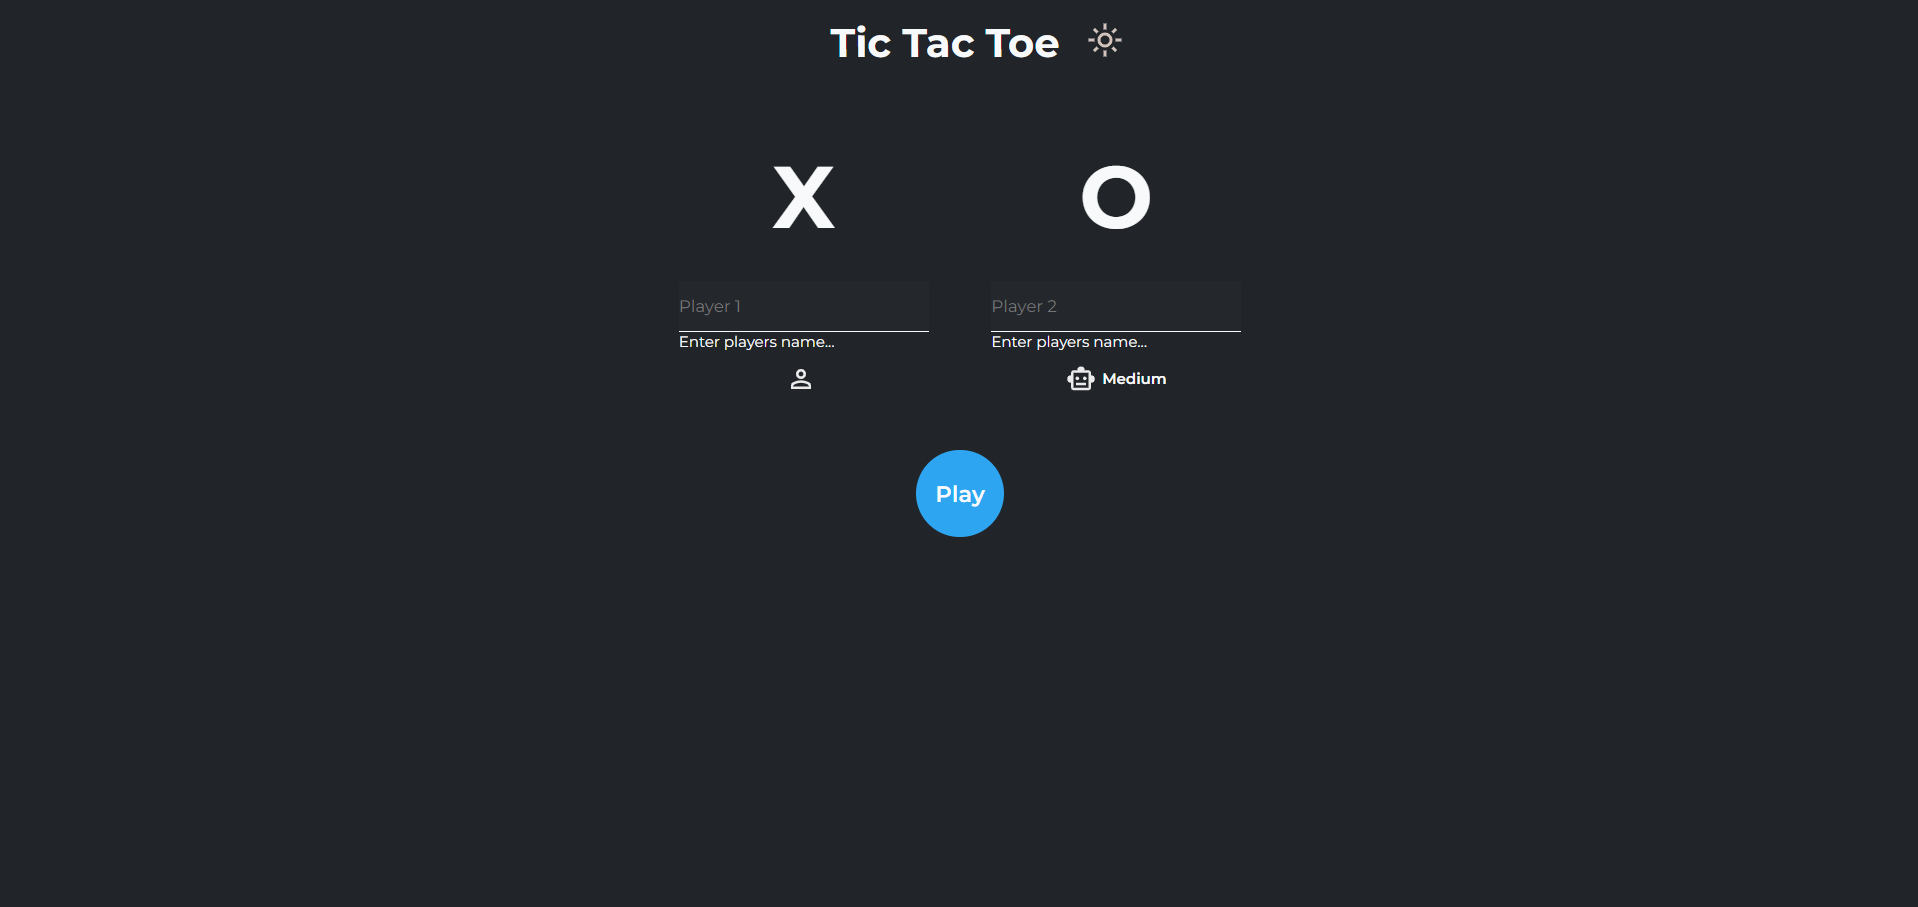 Tic Tac Toe
X O
Player 1 Player 2
Enter players name... Enter players name...
Medium
Play